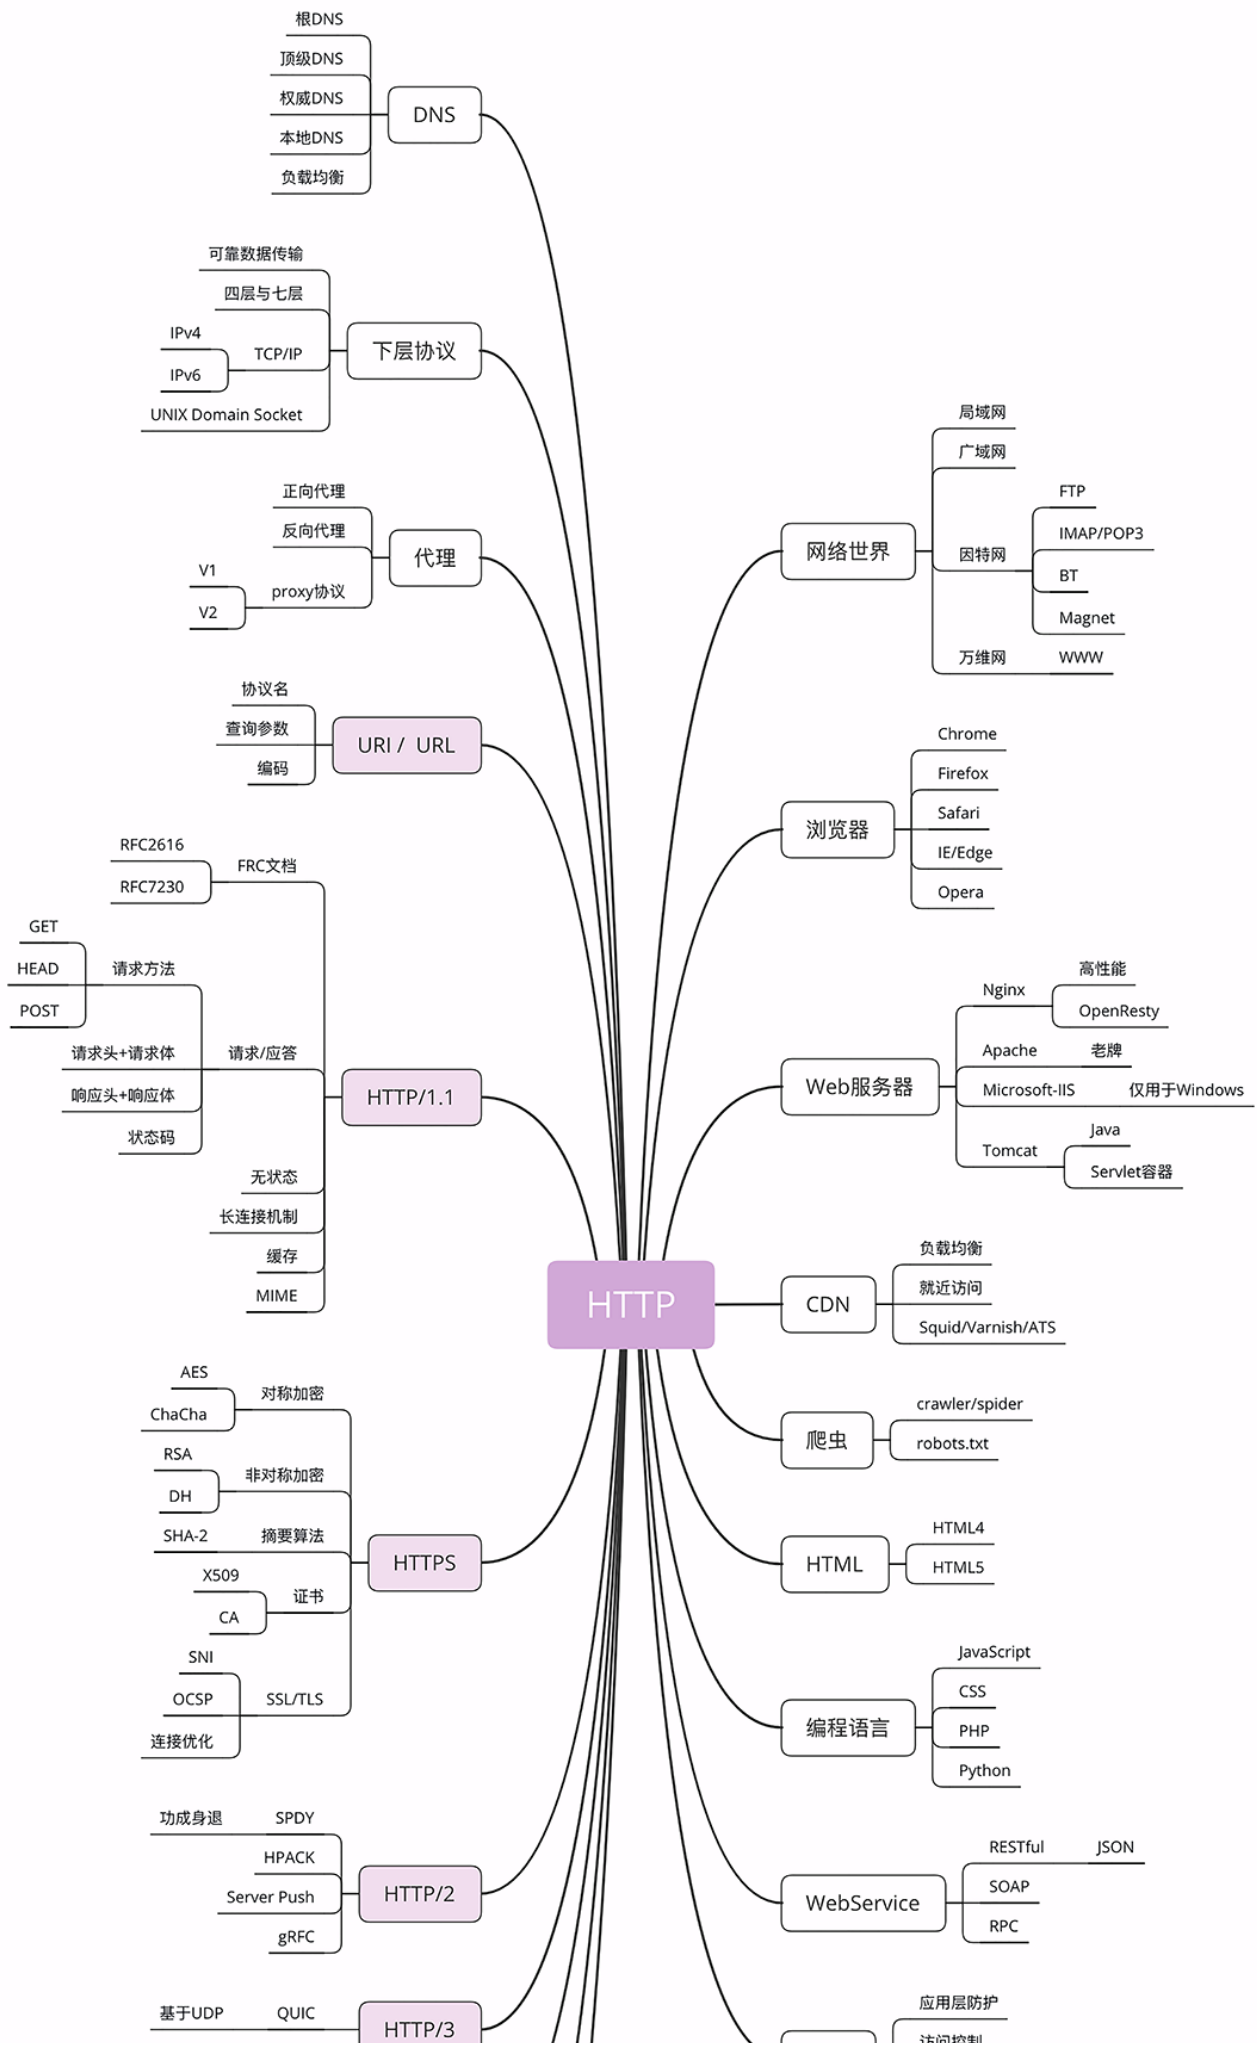 根DNS
顶级DNS
权威DNS
本地DNS
负载均衡
DNS
可靠数据传输
四层与七层
IPv4
IPv6
TCP/IP
UNIX Domain Socket
下层协议
正向代理
反向代理
V1
V2
proxy协议
代理
协议名
查询参数
编码
URI / URL
RFC2616
RFC7230
FRC文档
GET
HEAD
POST
请求方法
请求头+请求体
响应头+响应体
状态码
请求/应答
无状态
长连接机制
缓存
MIME
HTTP/1.1
AES
ChaCha
对称加密
RSA
DH
非对称加密
SHA-2
摘要算法
X509
CA
证书
SNI
OCSP
连接优化
SSL/TLS
HTTPS
功成身退
SPDY
HPACK
Server Push
gRFC
HTTP/2
基于UDP
QUIC
HTTP/3
HTTP
网络世界
局域网
广域网
因特网
FTP
IMAP/POP3
BT
Magnet
万维网
WWW
浏览器
Chrome
Firefox
Safari
IE/Edge
Opera
Web服务器
Nginx
高性能
OpenResty
Apache
老牌
Microsoft-IIS
仅用于Windows
Tomcat
Java
Servlet容器
CDN
负载均衡
就近访问
Squid/Varnish/ATS
爬虫
crawler/spider
robots.txt
HTML
HTML4
HTML5
编程语言
JavaScript
CSS
PHP
Python
WebService
RESTful
JSON
SOAP
RPC
应用层防护
访问控制